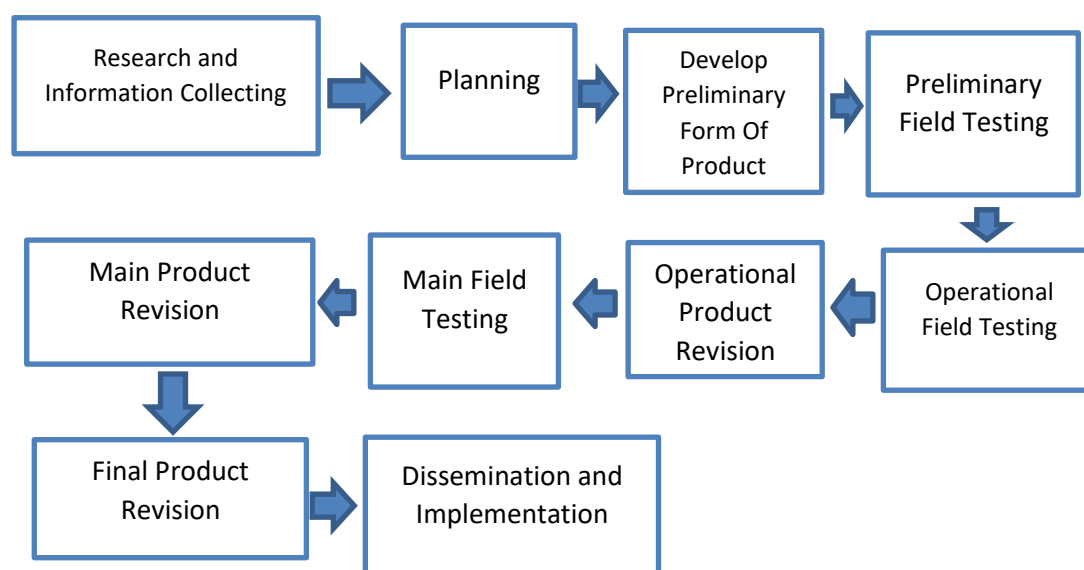 Research and
Information Collecting
Planning
Develop
Preliminary
Form Of
Product
Preliminary
Field Testing
Operational
Field Testing
Operational
Product
Revision
Main Field
Testing
Main Product
Revision
Final Product
Revision
Dissemination and
Implementation